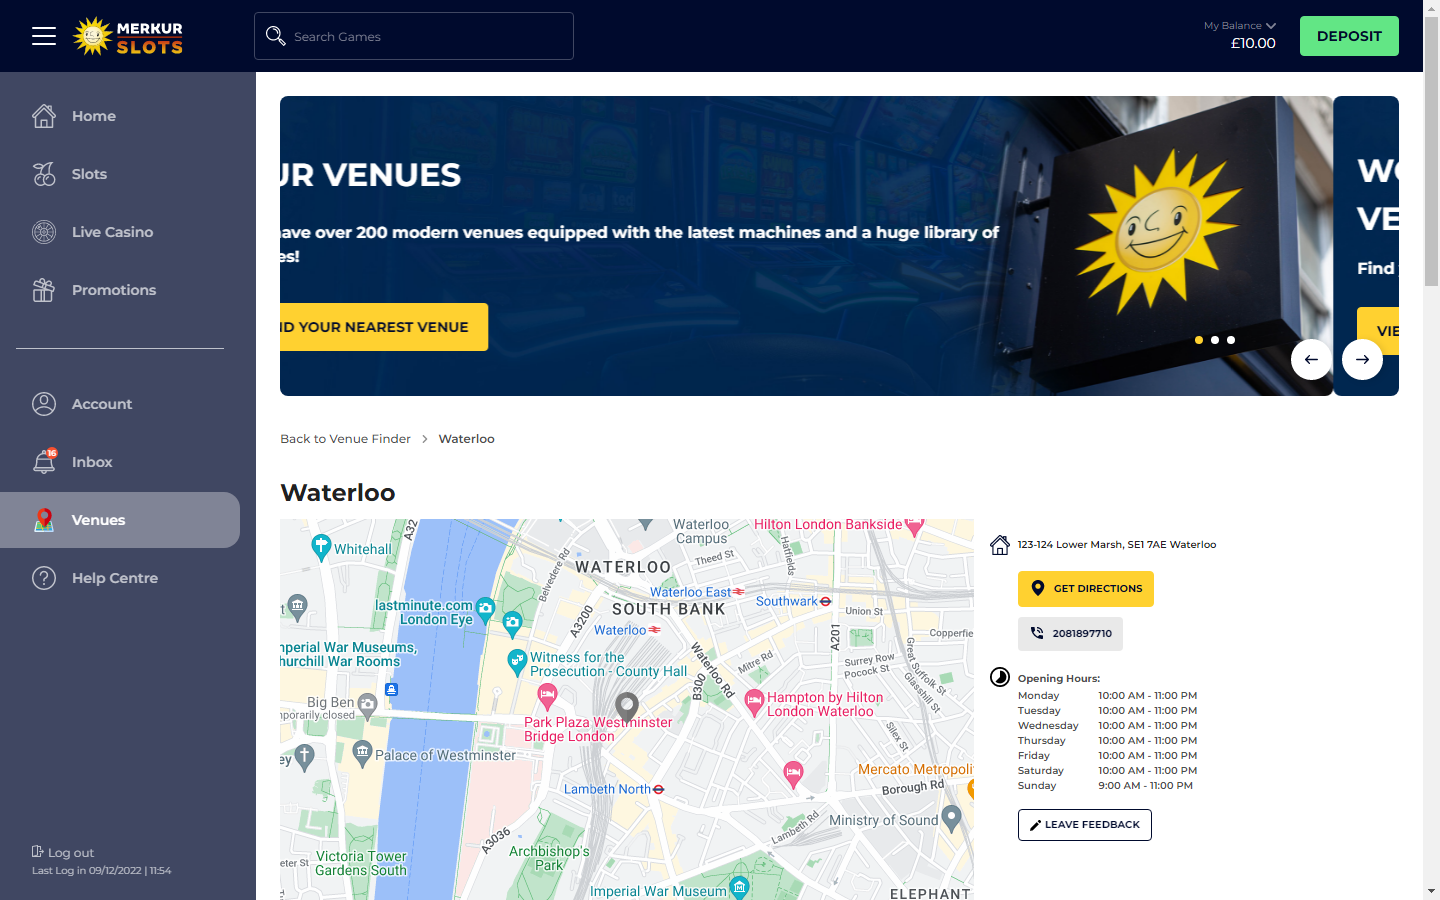 MERKUR
SLOTS
Search Games
My Balance
£10.00
DEPOSIT
Home
Slots
Live Casino
Promotions
Account
16
Inbox
Venues
Help Centre
Log out
Last Log in 09/12/2022 | 11:54
UR VENUES
have over 200 modern venues equipped with the latest machines and a huge library of
es!
ND YOUR NEAREST VENUE
WO
VE
Find
VIE
Back to Venue Finder > Waterloo
Waterloo
Whitehall
A32
Belvedere Rd
Waterloo
Campus
Theed St
Hatfields
Hilton London Bankside
WATERLOO
SOUTH BANK
Waterloo East
Southwark
Union St
lastminute.com
London Eye
A3200
Waterloo
A201
Copperfie
mperial War Museums,
hurchill War Rooms
Witness for the
Prosecution - County Hall
Waterloo Rd
B300
Mitre Rd
Surrey Row
Pocock St
Great Suffolk St
Glasshill St
Big Ben
mporarily closed
Park Plaza Westminster
Bridge London
Hampton by Hilton
London Waterloo
Silex St
ey
Palace of Westminster
Lambeth North
Mercato Metropoli
Borough Rd
Ministry of Sound
Lambeth Rd
A3036
eter St
Victoria Tower
Gardens South
Archbishop's
Park
Imperial War Museum
ELEPHANT
123-124 Lower Marsh, SE1 7AE Waterloo
GET DIRECTIONS
2081897710
Opening Hours:
Monday 10:00 AM - 11:00 PM
Tuesday 10:00 AM - 11:00 PM
Wednesday 10:00 AM - 11:00 PM
Thursday 10:00 AM - 11:00 PM
Friday 10:00 AM - 11:00 PM
Saturday 10:00 AM - 11:00 PM
Sunday 9:00 AM - 11:00 PM
LEAVE FEEDBACK